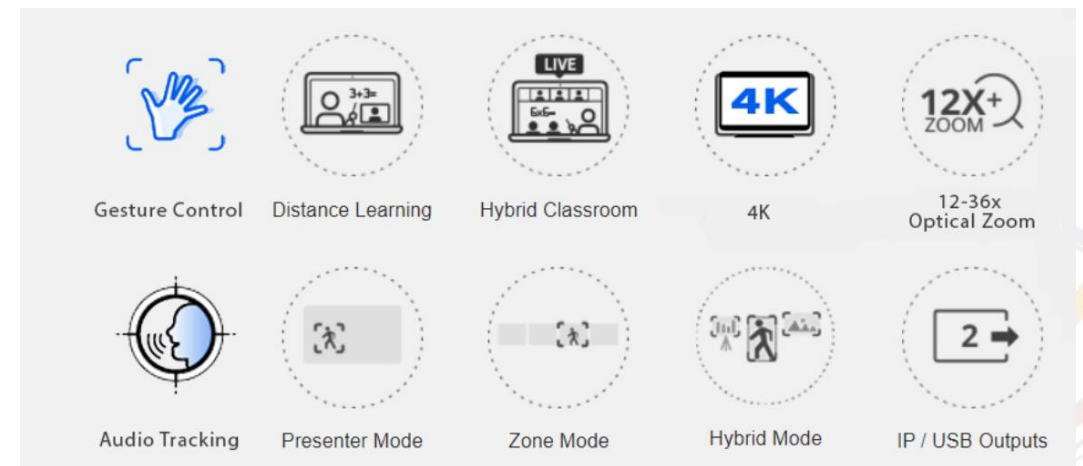 3+3=
LIVE
6x6=
4K
12X+
ZOOM
Gesture Control
Distance Learning
Hybrid Classroom
4K
12-36x
Optical Zoom
2
Audio Tracking
Presenter Mode
Zone Mode
Hybrid Mode
IP / USB Outputs